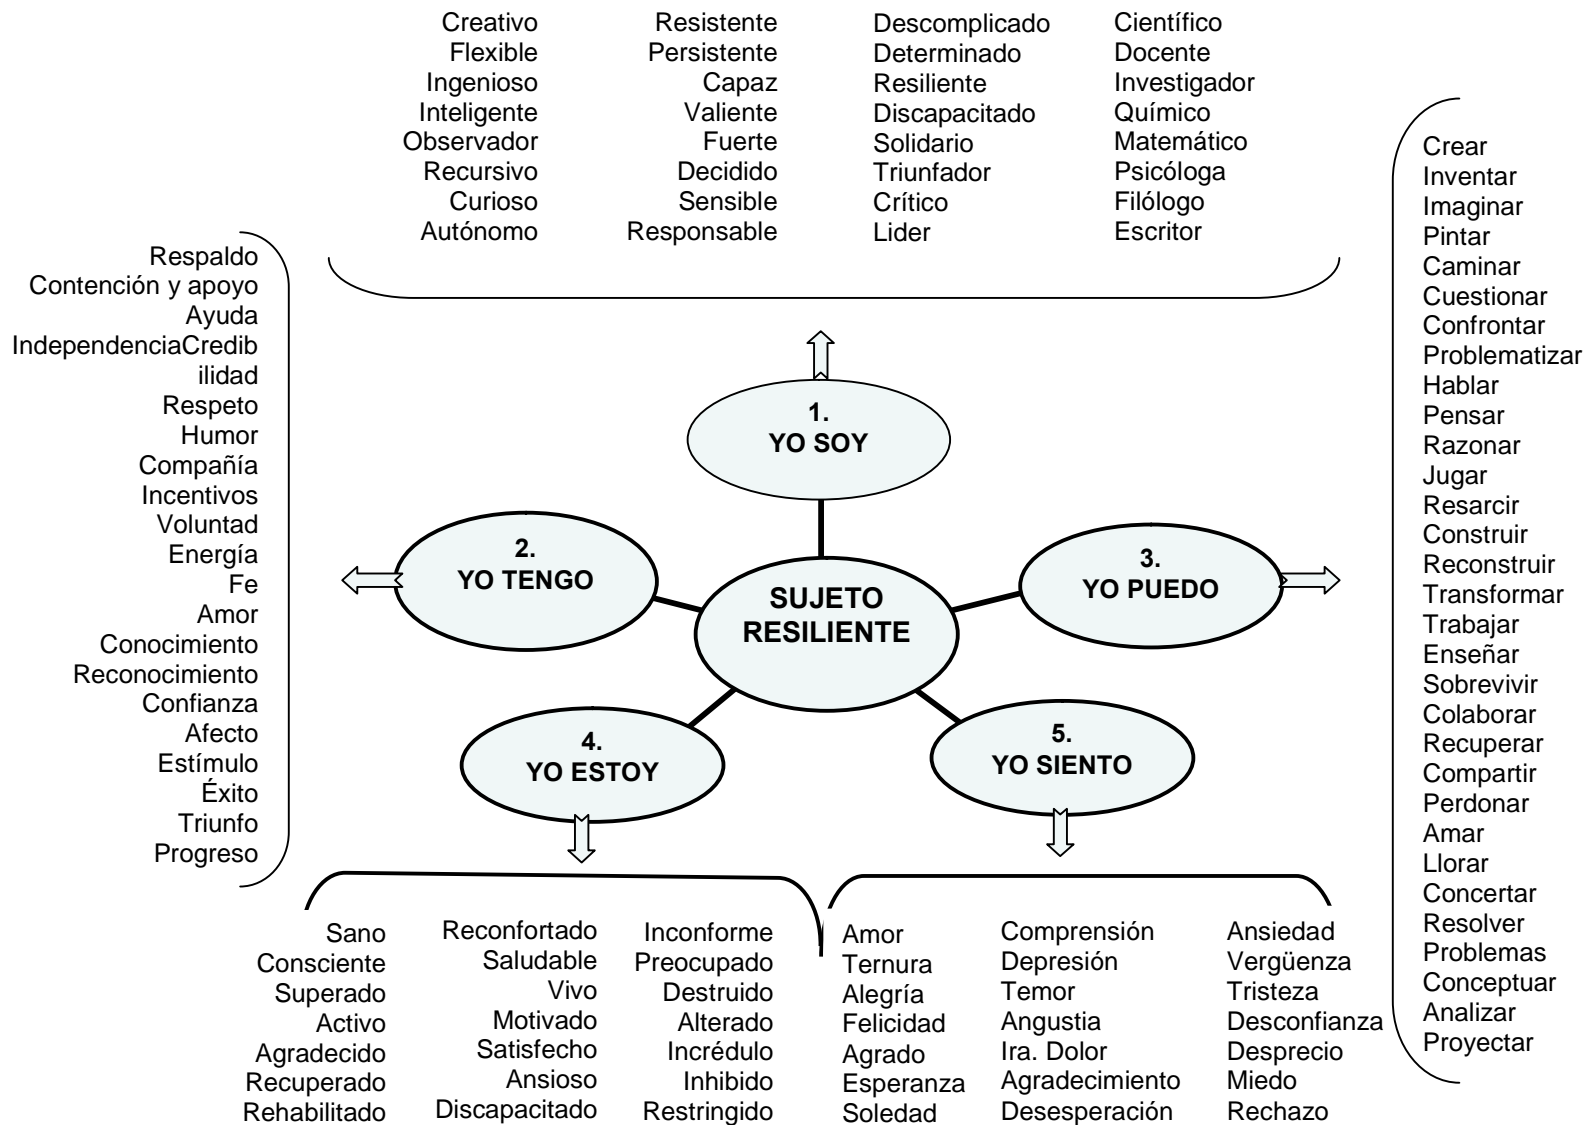 Creativo
Flexible
Ingenioso
Inteligente
Observador
Recursivo
Curioso
Autónomo
Resistente
Persistente
Capaz
Valiente
Fuerte
Decidido
Sensible
Responsable
Descomplicado
Determinado
Resiliente
Discapacitado
Solidario
Triunfador
Crítico
Lider
Científico
Docente
Investigador
Químico
Matemático
Psicóloga
Filólogo
Escritor
Respaldo
Contención y apoyo
Ayuda
IndependenciaCredib
ilidad
Respeto
Humor
Compañía
Incentivos
Voluntad
Energía
Fe
Amor
Conocimiento
Reconocimiento
Confianza
Afecto
Estímulo
Éxito
Triunfo
Progreso
1.
YO SOY
2.
YO TENGO
SUJETO
RESILIENTE
3.
YO PUEDO
4.
YO ESTOY
5.
YO SIENTO
Crear
Inventar
Imaginar
Pintar
Caminar
Cuestionar
Confrontar
Problematizar
Hablar
Pensar
Razonar
Jugar
Resarcir
Construir
Reconstruir
Transformar
Trabajar
Enseñar
Sobrevivir
Colaborar
Recuperar
Compartir
Perdonar
Amar
Llorar
Concertar
Resolver
Problemas
Conceptuar
Analizar
Proyectar
Sano
Consciente
Superado
Activo
Agradecido
Recuperado
Rehabilitado
Reconfortado
Saludable
Vivo
Motivado
Satisfecho
Ansioso
Discapacitado
Inconforme
Preocupado
Destruido
Alterado
Incrédulo
Inhibido
Restringido
Amor
Ternura
Alegría
Felicidad
Agrado
Esperanza
Soledad
Comprensión
Depresión
Temor
Angustia
Ira. Dolor
Agradecimiento
Desesperación
Ansiedad
Vergüenza
Tristeza
Desconfianza
Desprecio
Miedo
Rechazo